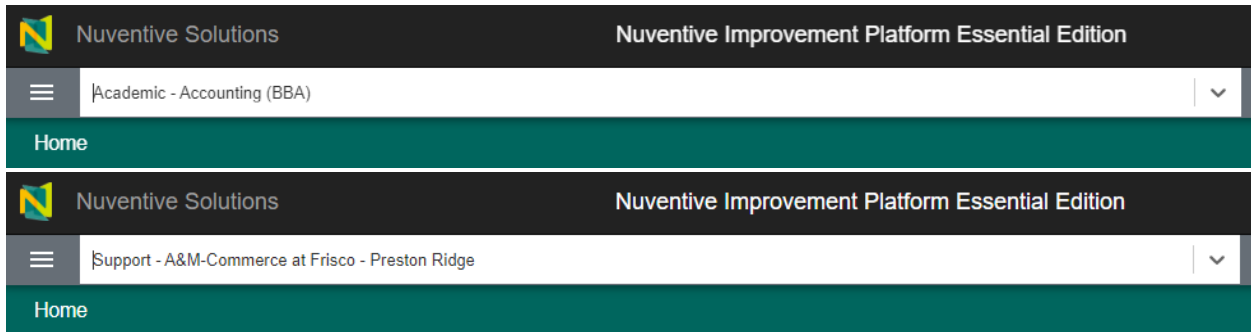 Nuventive Solutions Nuventive Improvement Platform Essential Edition
Academic - Accounting (BBA)
Home
Nuventive Solutions Nuventive Improvement Platform Essential Edition
Support - A&M-Commerce at Frisco - Preston Ridge
Home